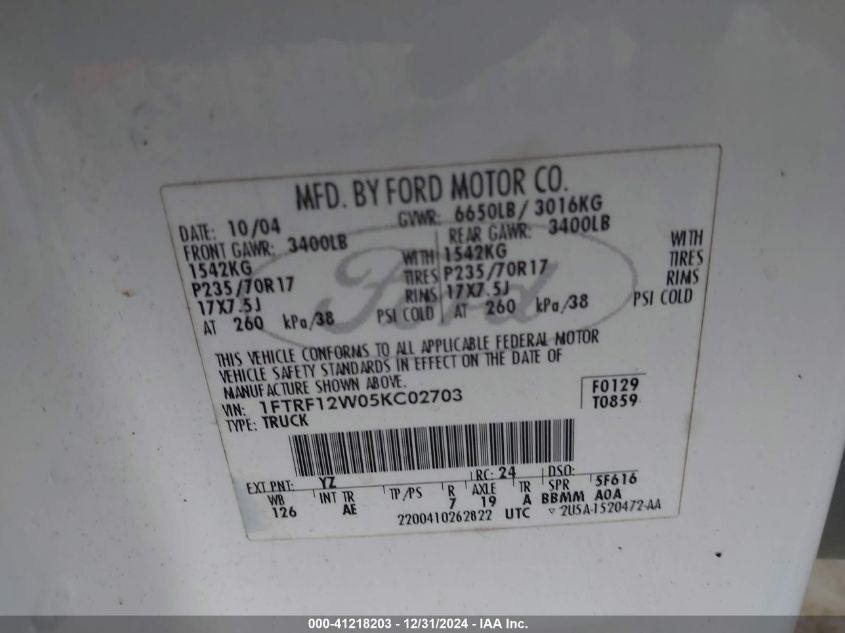 MFD. BY FORD MOTOR CO.
DATE: 10/04 GVWR: 6650LB/ 3016KG
FRONT GAWR: 3400LB REAR GAWR: 3400LB
1542KG WITH 1542KG WITH
P235/70R17 TIRES P235/70R17 TIRES
17X7.5J RIMS 17X7.5J RIMS
AT 260 kPa/38 PSI COLD AT 260 kPa/38 PSI COLD
Ford
THIS VEHICLE CONFORMS TO ALL APPLICABLE FEDERAL MOTOR
VEHICLE SAFETY STANDARDS IN EFFECT ON THE DATE OF
MANUFACTURE SHOWN ABOVE.
VIN: 1FTRF12W05KC02703 F0129
TYPE: TRUCK T0859
EXT PNT: YZ RC: 24 DSO:
WB INT TR TP/PS R AXLE TR SPR 5F616
126 AE 7 19 A BBMM A0A
2200410262822 UTC ▽ 2U5A-1520472-AA
000-41218203 - 12/31/2024 - IAA Inc.